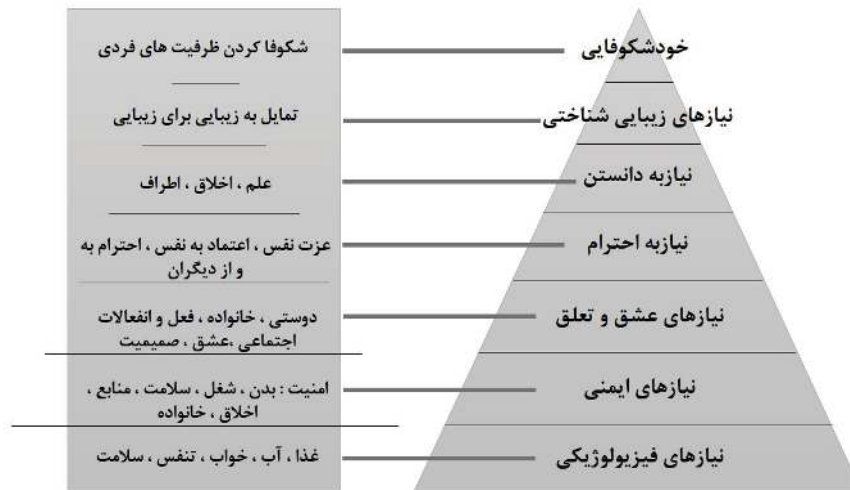 خودشکوفایی
شکوفا کردن ظرفیت های فردی
نیازهای زیبایی شناختی
تمایل به زیبایی برای زیبایی
نیازبه دانستن
علم ، اخلاق ، اطراف
نیازبه احترام
عزت نفس ، اعتماد به نفس ، احترام به
و از دیگران
نیازهای عشق و تعلق
دوستی ، خانواده ، فعل و انفعالات
اجتماعی ،عشق ، صمیمیت
نیازهای ایمنی
امنیت : بدن ، شغل ، سلامت ، منابع ،
اخلاق ، خانواده
نیازهای فیزیولوژیکی
غذا ، آب ، خواب ، تنفس ، سلامت